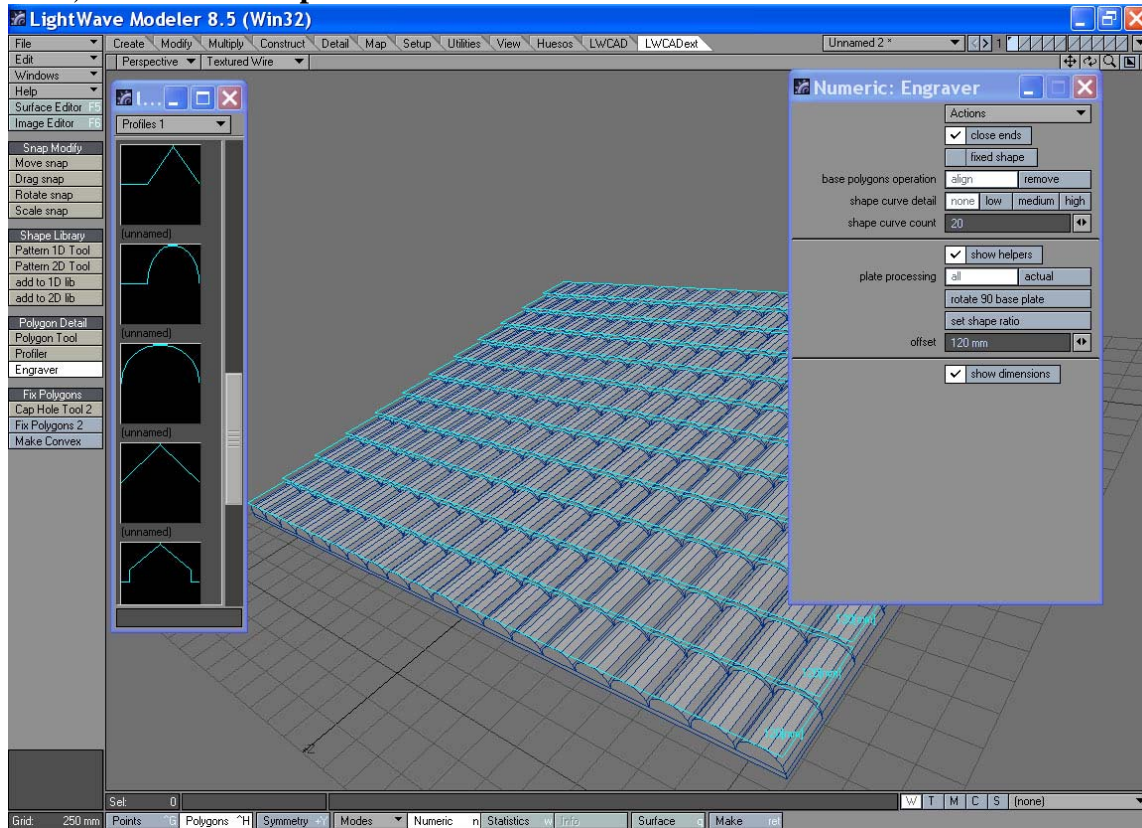 LightWave Modeler 8.5 (Win32)
File Create Modify Multiply Construct Detail Map Setup Utilities View Huesos LWCAD LWCADext Unnamed 2 * 1
Edit Perspective Textured Wire
Windows
Help
Surface Editor F5
Image Editor F6
Snap Modify
Move snap
Drag snap
Rotate snap
Scale snap
Shape Library
Pattern 1D Tool
Pattern 2D Tool
add to 1D lib
add to 2D lib
Polygon Detail
Polygon Tool
Profiler
Engraver
Fix Polygons
Cap Hole Tool 2
Fix Polygons 2
Make Convex
Profiles 1
(unnamed)
(unnamed)
(unnamed)
(unnamed)
Numeric: Engraver
Actions
close ends
fixed shape
base polygons operation align remove
shape curve detail none low medium high
shape curve count 20
show helpers
plate processing all actual
rotate 90 base plate
set shape ratio
offset 120 mm
show dimensions
Sel: 0 W T M C S (none)
Grid: 250 mm Points ^G Polygons ^H Symmetry +Y Modes Numeric n Statistics w Info Surface q Make ret